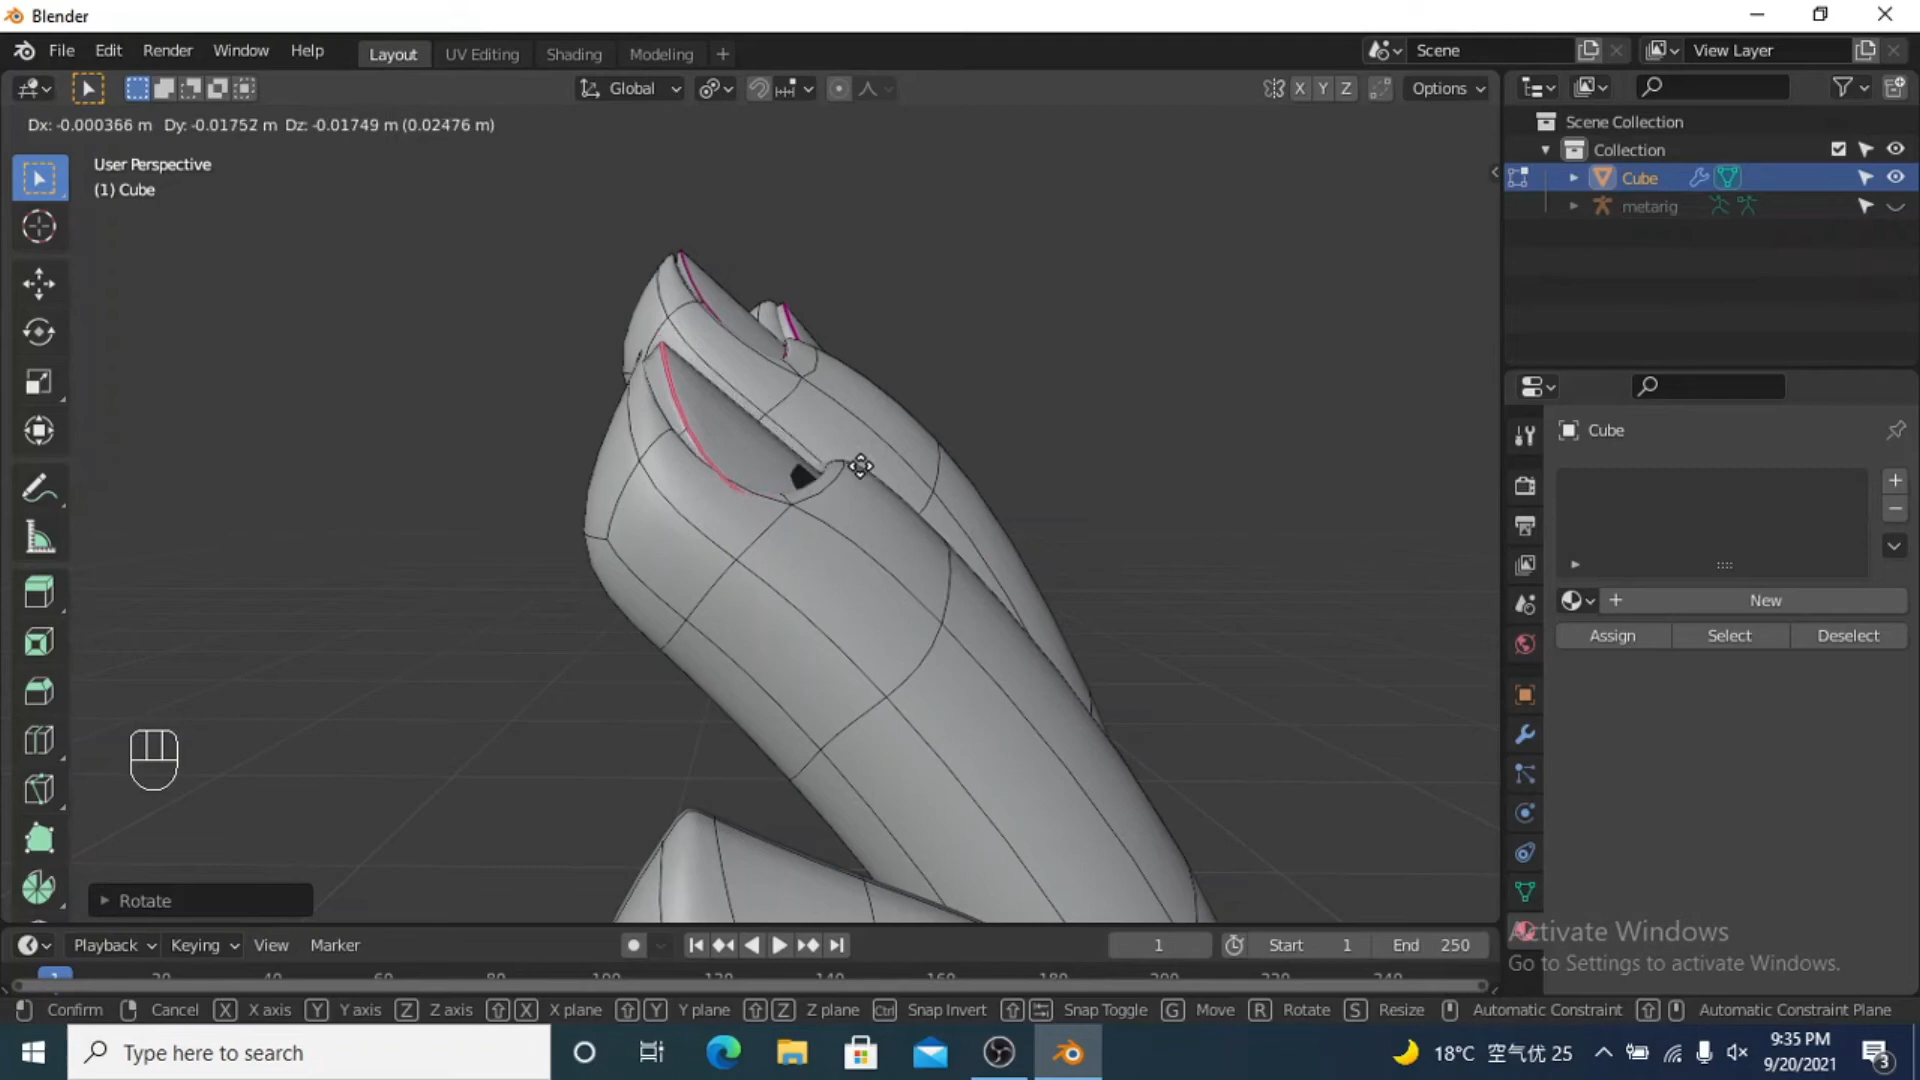 Blender
File Edit Render Window Help Layout UV Editing Shading Modeling + Scene View Layer
Global X Y Z Options
Dx: -0.000366 m Dy: -0.01752 m Dz: -0.01749 m (0.02476 m)
Scene Collection
User Perspective
Collection
(1) Cube
Cube
metarig
Cube
+ New
Assign Select Deselect
Rotate
Activate Windows
Go to Settings to activate Windows.
Playback Keying View Marker 1 Start 1 End 250
Confirm Cancel X X axis Y Y axis Z Z axis X X plane Y Y plane Z Z plane Ctrl Snap Invert Snap Toggle G Move R Rotate S Resize Automatic Constraint Automatic Constraint Plane
Type here to search 18°C 空气优 25 9:35 PM
9/20/2021 3